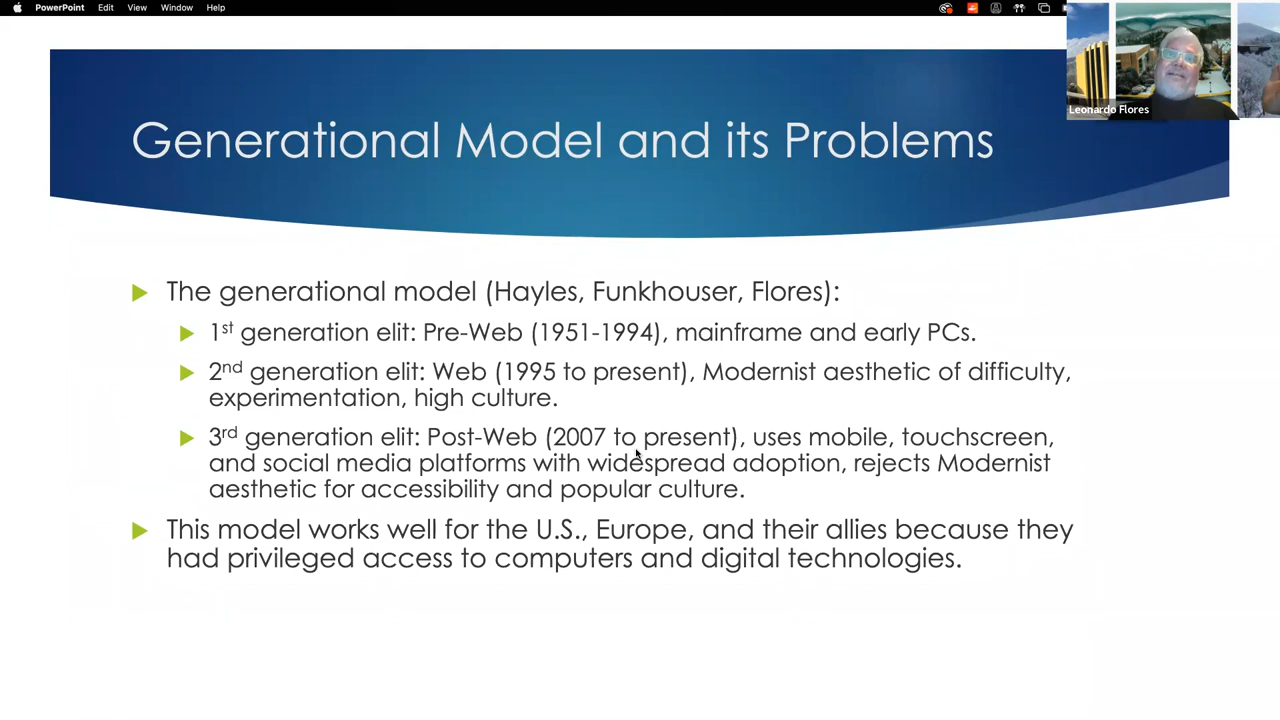 PowerPoint Edit View Window Help
Leonardo Flores
Generational Model and its Problems
The generational model (Hayles, Funkhouser, Flores):
1st generation elit: Pre-Web (1951-1994), mainframe and early PCs.
2nd generation elit: Web (1995 to present), Modernist aesthetic of difficulty,
experimentation, high culture.
3rd generation elit: Post-Web (2007 to present), uses mobile, touchscreen,
and social media platforms with widespread adoption, rejects Modernist
aesthetic for accessibility and popular culture.
This model works well for the U.S., Europe, and their allies because they
had privileged access to computers and digital technologies.